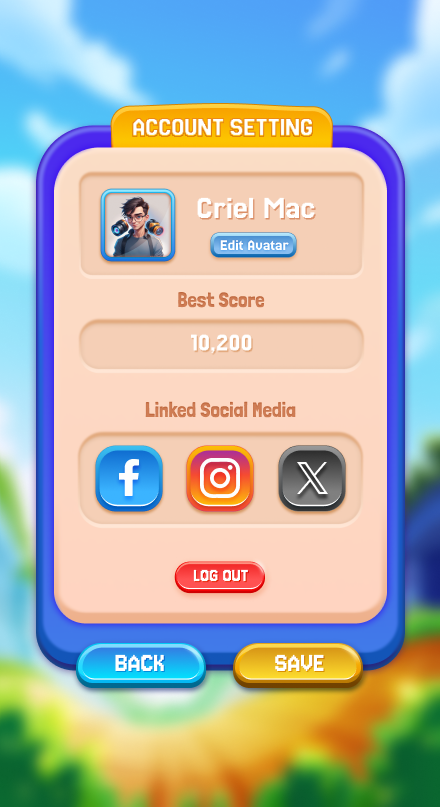 ACCOUNT SETTING
Criel Mac
Edit Avatar
Best Score
10,200
Linked Social Media
LOG OUT
BACK
SAVE